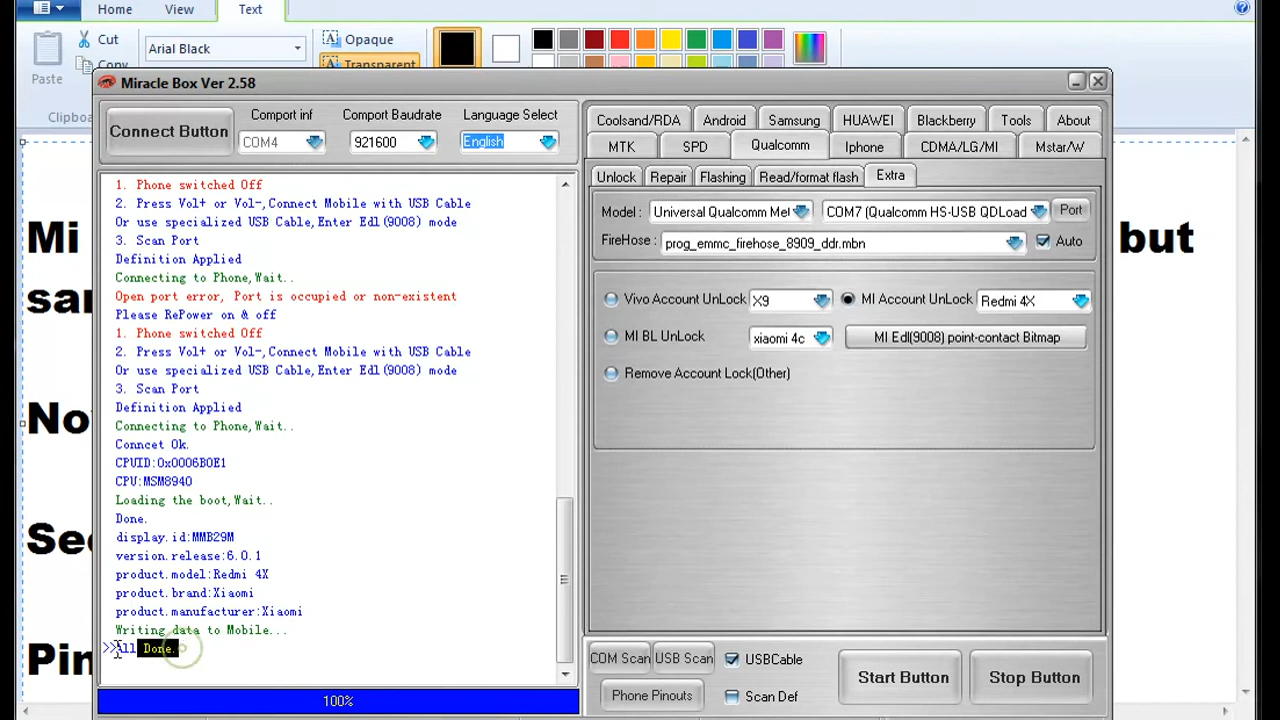 Home View Text
Cut
Copy
Paste
Clipboa
Arial Black
Opaque
Transparent
Mi
but
sa
No
Se
Pin
Miracle Box Ver 2.58
Connect Button
Comport inf
Comport Baudrate
Language Select
COM4
921600
English
1. Phone switched Off
2. Press Vol+ or Vol-,Connect Mobile with USB Cable
Or use specialized USB Cable,Enter Edl(9008) mode
3. Scan Port
Definition Applied
Connecting to Phone,Wait..
Open port error, Port is occupied or non-existent
Please RePower on & off
1. Phone switched Off
2. Press Vol+ or Vol-,Connect Mobile with USB Cable
Or use specialized USB Cable,Enter Edl(9008) mode
3. Scan Port
Definition Applied
Connecting to Phone,Wait..
Conncet Ok.
CPUID:0x0006B0E1
CPU:MSM8940
Loading the boot,Wait..
Done.
display.id:MMB29M
version.release:6.0.1
product.model:Redmi 4X
product.brand:Xiaomi
product.manufacturer:Xiaomi
Writing data to Mobile...
>>All Done.
100%
Coolsand/RDA Android Samsung HUAWEI Blackberry Tools About
MTK SPD Qualcomm Iphone CDMA/LG/MI Mstar/W
Unlock Repair Flashing Read/format flash Extra
Model : Universal Qualcomm Met COM7 (Qualcomm HS-USB QDLoad Port
FireHose : prog_emmc_firehose_8909_ddr.mbn Auto
Vivo Account UnLock X9 MI Account UnLock Redmi 4X
MI BL UnLock xiaomi 4c MI Edl(9008) point-contact Bitmap
Remove Account Lock(Other)
COM Scan USB Scan USBCable
Phone Pinouts Scan Def
Start Button
Stop Button